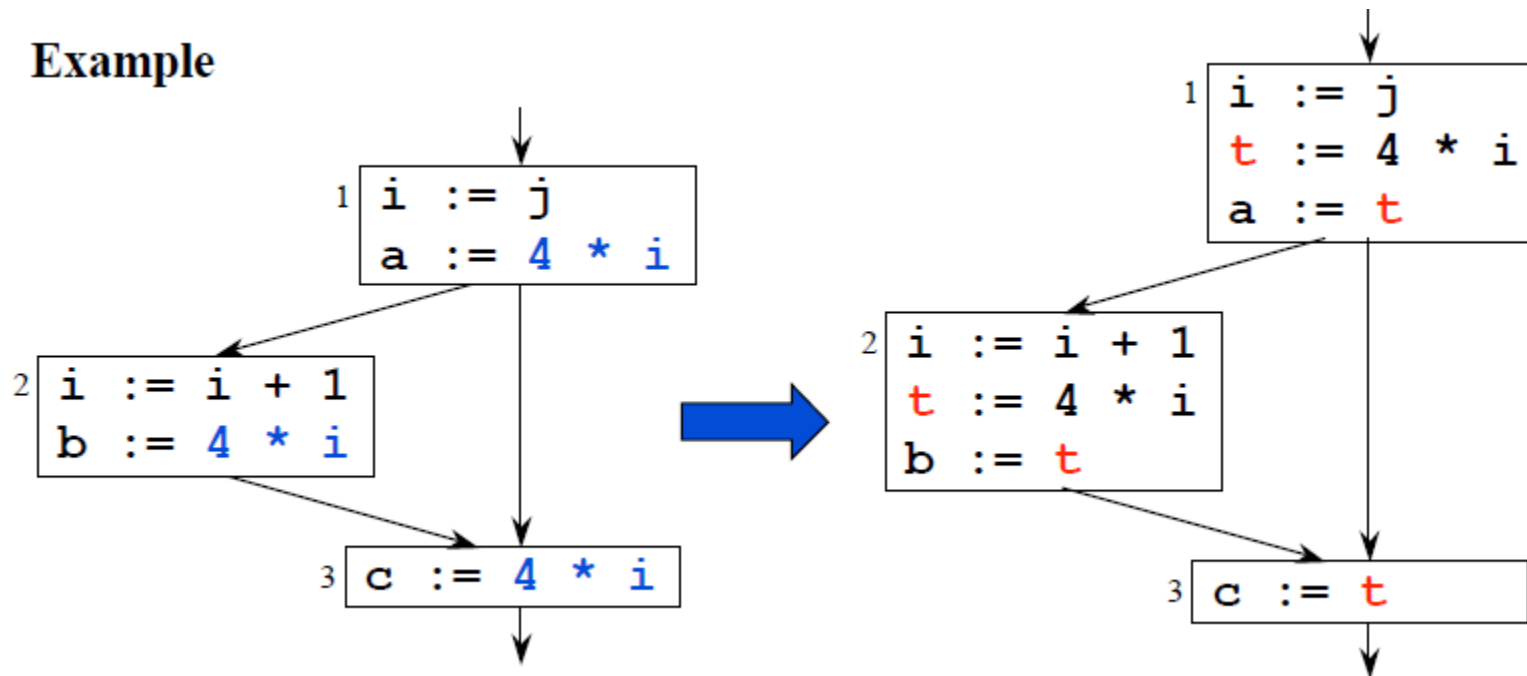 Example
1
i := j
a := 4 * i
2
i := i + 1
b := 4 * i
3
c := 4 * i
1
i := j
t := 4 * i
a := t
2
i := i + 1
t := 4 * i
b := t
3
c := t